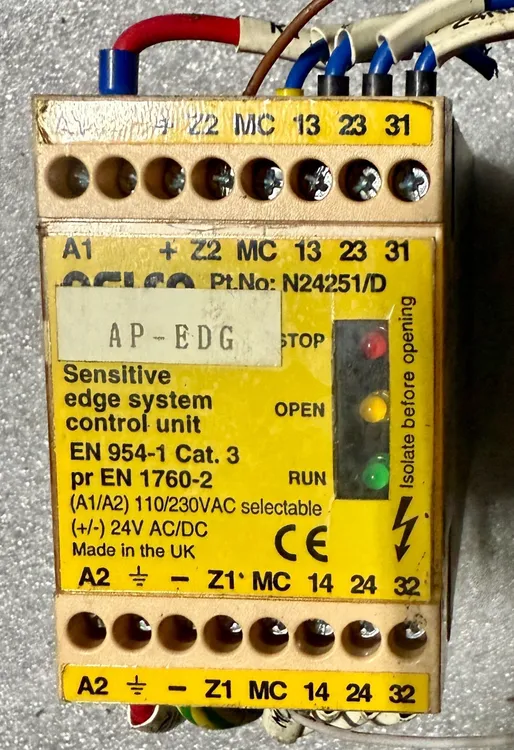 + Z2 MC 13 23 31
A1 + Z2 MC 13 23 31
Pt.No: N24251/D
AP-EDG
STOP
Sensitive
edge system
control unit
OPEN
EN 954-1 Cat. 3
pr EN 1760-2
RUN
(A1/A2) 110/230VAC selectable
(+/-) 24V AC/DC
Made in the UK
CE
Isolate before opening
A2 ⏚ − Z1 MC 14 24 32
A2 ⏚ − Z1 MC 14 24 32